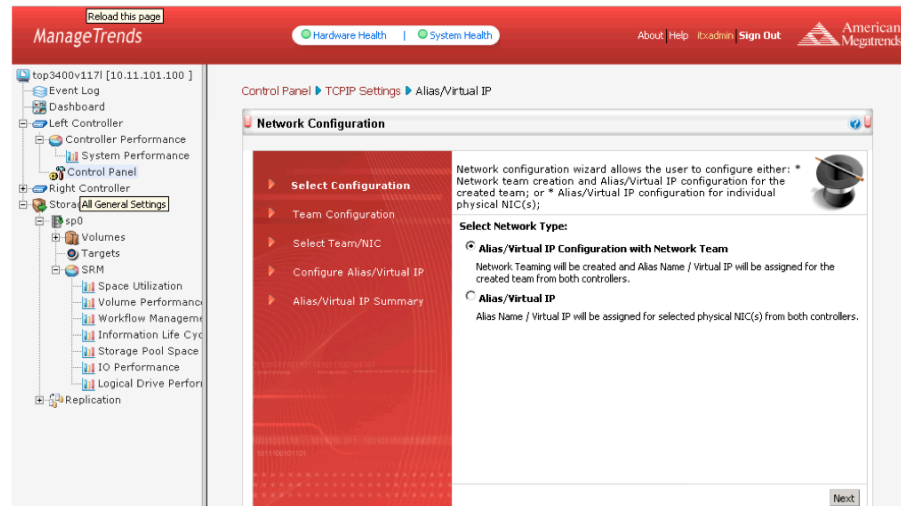 Reload this page
ManageTrends
Hardware Health | System Health
About Help itxadmin Sign Out
American
Megatrends
top3400v117l [10.11.101.100 ]
Event Log
Dashboard
Left Controller
Controller Performance
System Performance
Control Panel
Right Controller
Stora
All General Settings
sp0
Volumes
Targets
SRM
Space Utilization
Volume Performance
Workflow Manageme
Information Life Cyc
Storage Pool Space
IO Performance
Logical Drive Perfor
Replication
Control Panel TCPIP Settings Alias/Virtual IP
Network Configuration
Select Configuration
Team Configuration
Select Team/NIC
Configure Alias/Virtual IP
Alias/Virtual IP Summary
Network configuration wizard allows the user to configure either: *
Network team creation and Alias/Virtual IP configuration for the
created team; or * Alias/Virtual IP configuration for individual
physical NIC(s);
Select Network Type:
Alias/Virtual IP Configuration with Network Team
Network Teaming will be created and Alias Name / Virtual IP will be assigned for the
created team from both controllers.
Alias/Virtual IP
Alias Name / Virtual IP will be assigned for selected physical NIC(s) from both controllers.
Next